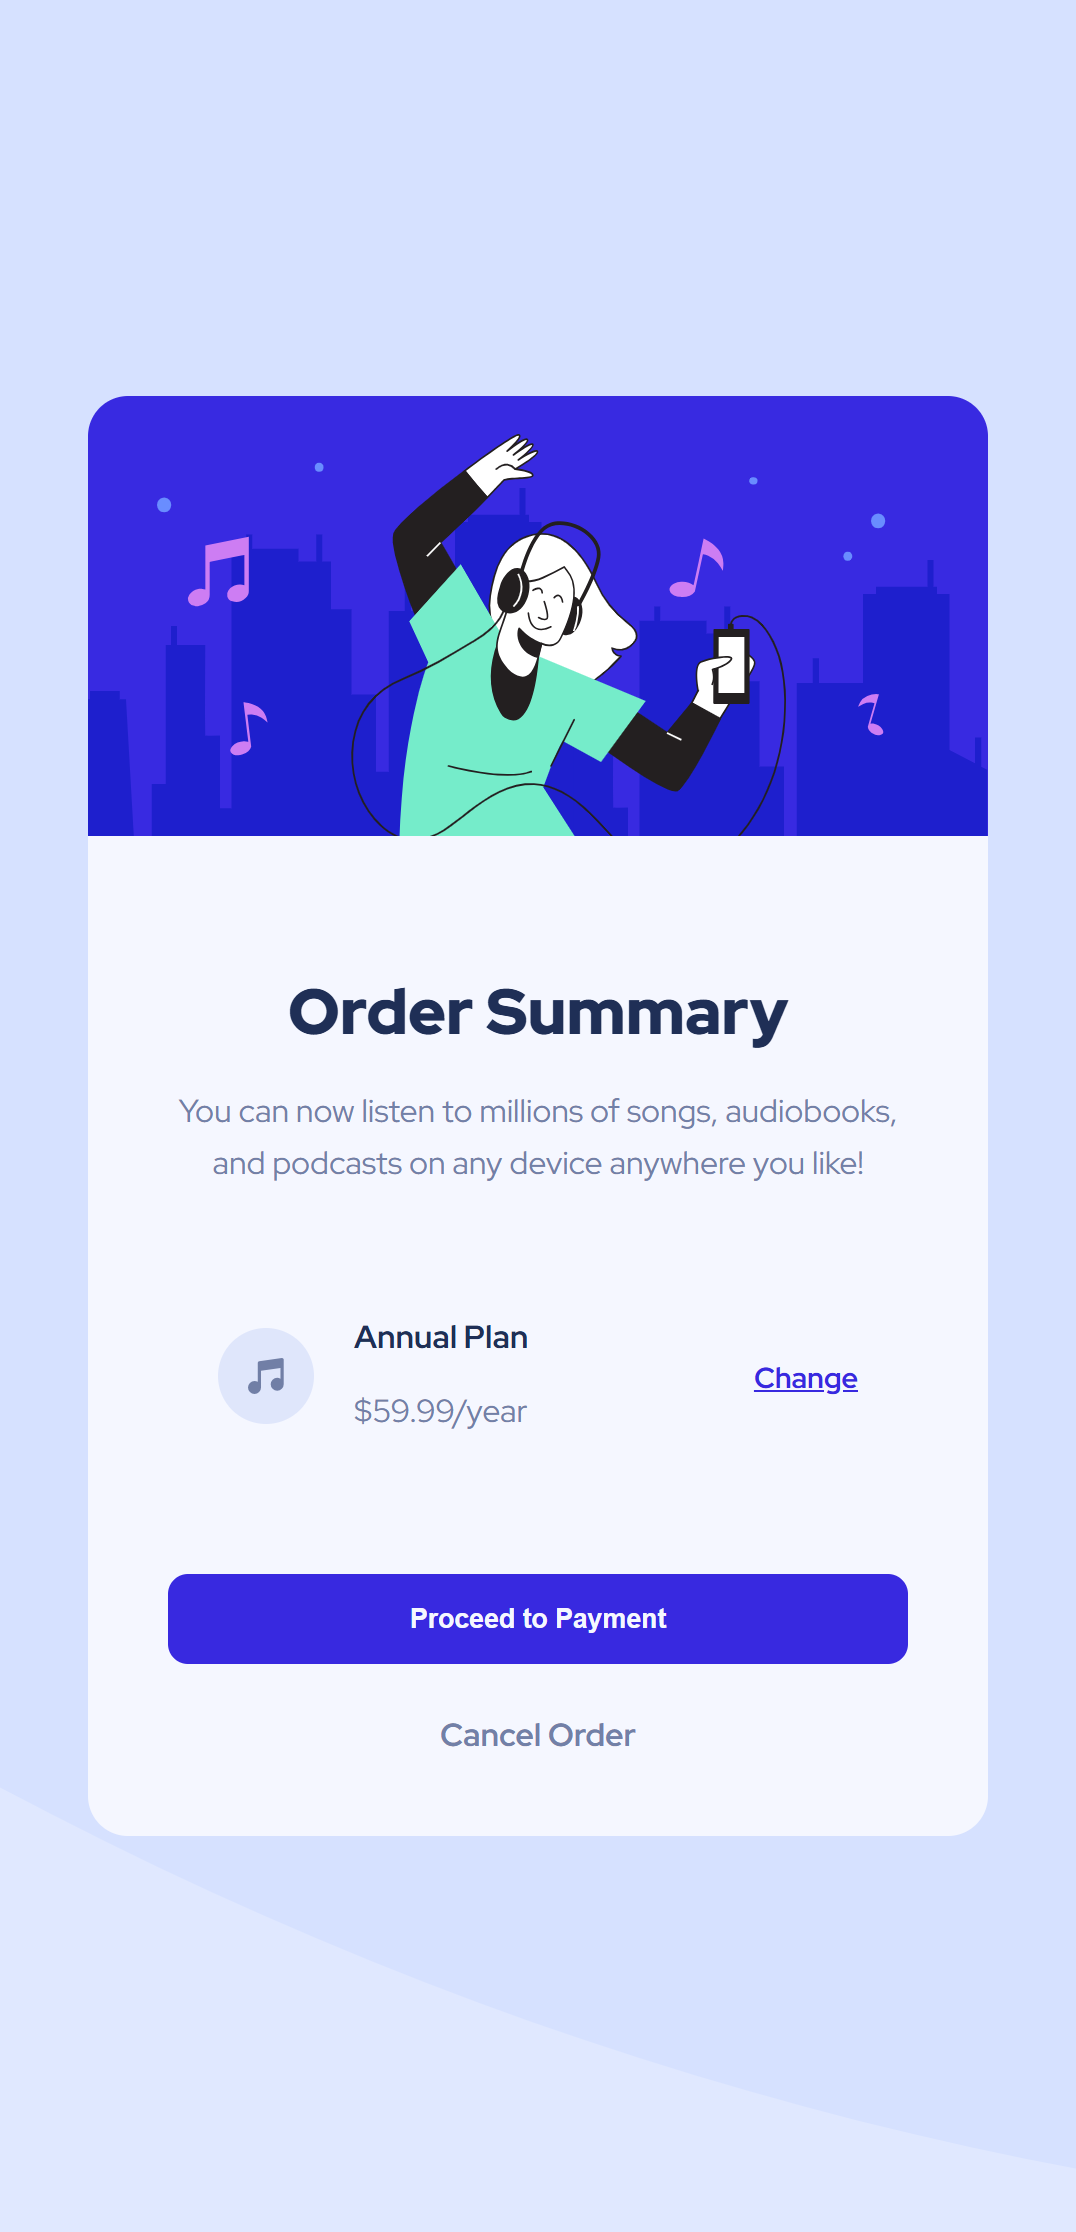 Order Summary
You can now listen to millions of songs, audiobooks,
and podcasts on any device anywhere you like!
Annual Plan
$59.99/year
Change
Proceed to Payment
Cancel Order